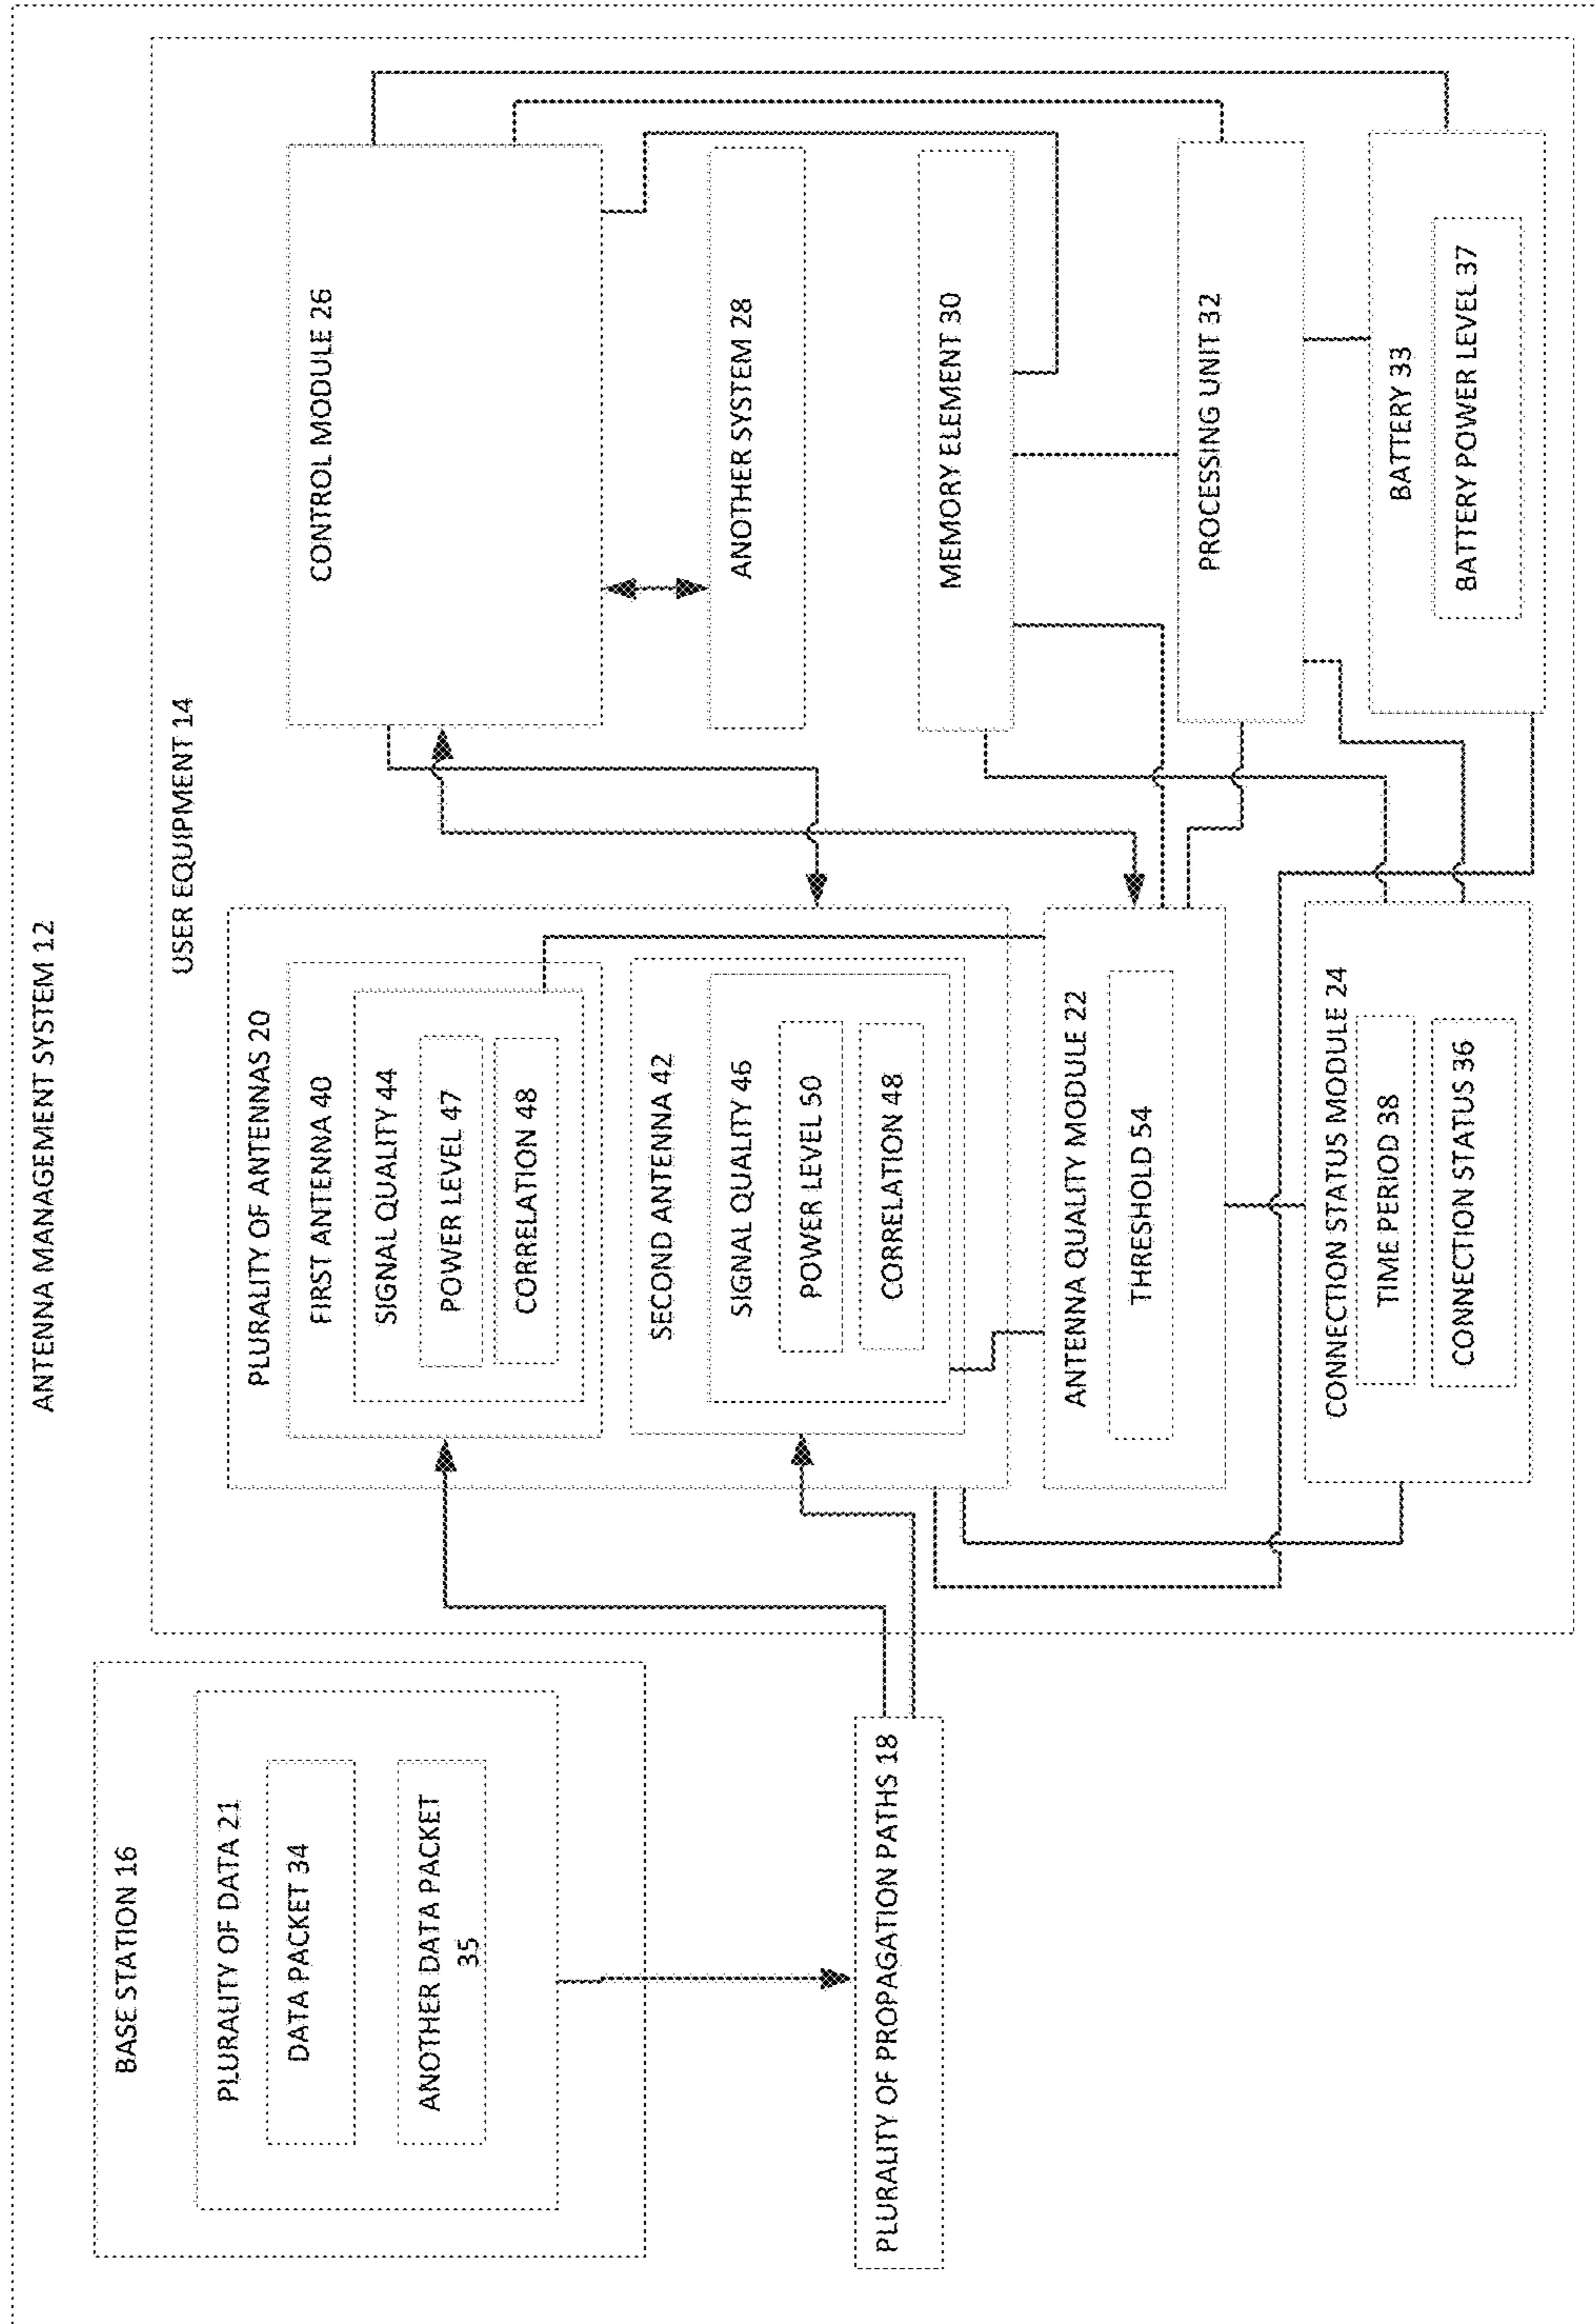 ANTENNA MANAGEMENT SYSTEM 12
BASE STATION 16
PLURALITY OF DATA 21
DATA PACKET 34
ANOTHER DATA PACKET
35
PLURALITY OF PROPAGATION PATHS 18
USER EQUIPMENT 14
PLURALITY OF ANTENNAS 20
FIRST ANTENNA 40
SIGNAL QUALITY 44
POWER LEVEL 47
CORRELATION 48
SECOND ANTENNA 42
SIGNAL QUALITY 46
POWER LEVEL 50
CORRELATION 48
ANTENNA QUALITY MODULE 22
THRESHOLD 54
CONNECTION STATUS MODULE 24
TIME PERIOD 38
CONNECTION STATUS 36
CONTROL MODULE 26
ANOTHER SYSTEM 28
MEMORY ELEMENT 30
PROCESSING UNIT 32
BATTERY 33
BATTERY POWER LEVEL 37